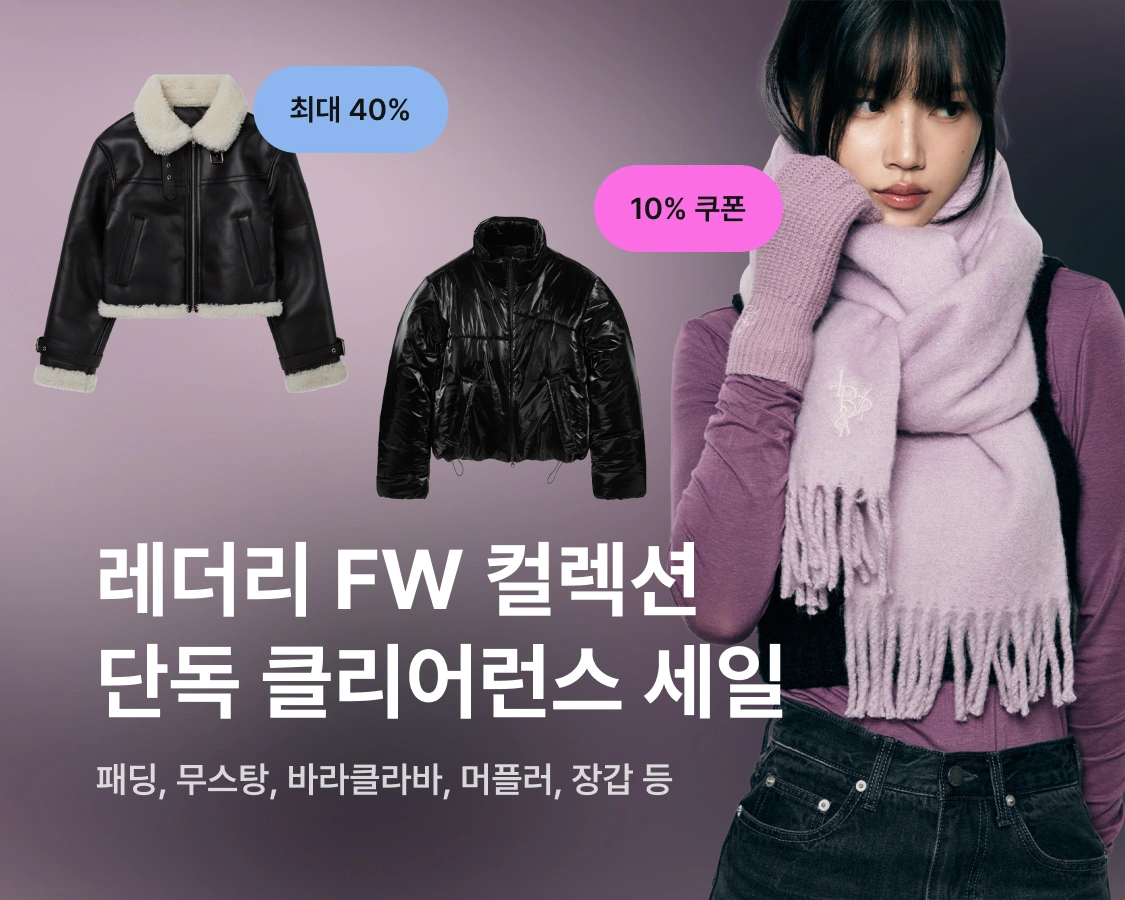 최대 40%
10% 쿠폰
레더리 FW 컬렉션
단독 클리어런스 세일
패딩, 무스탕, 바라클라바, 머플러, 장갑 등